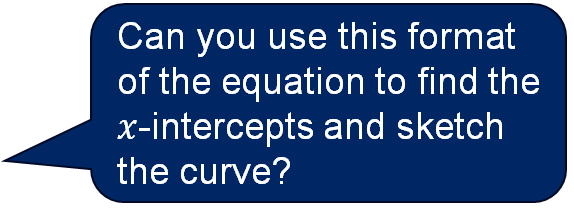 Can you use this format
of the equation to find the
𝑥-intercepts and sketch
the curve?